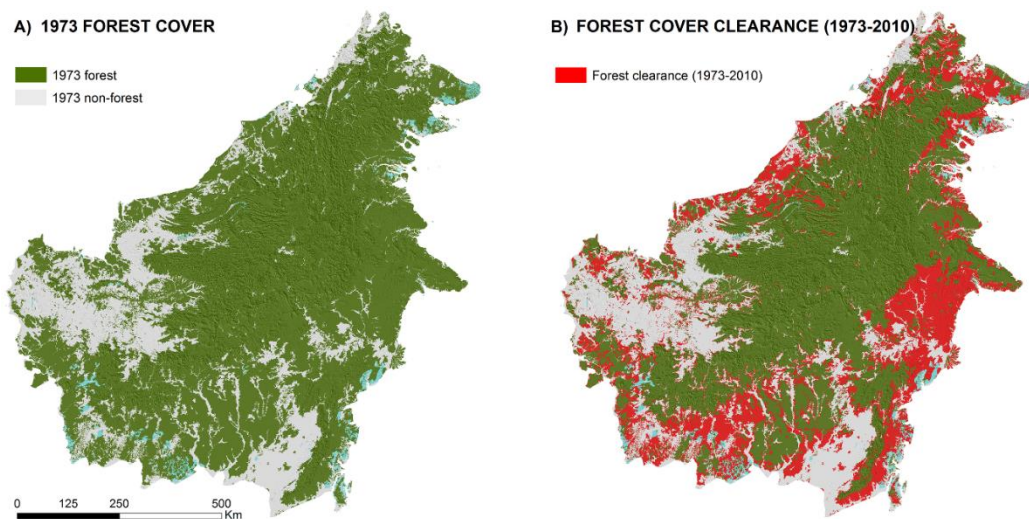 A) 1973 FOREST COVER
1973 forest
1973 non-forest
0 125 250 500
Km
B) FOREST COVER CLEARANCE (1973-2010)
Forest clearance (1973-2010)